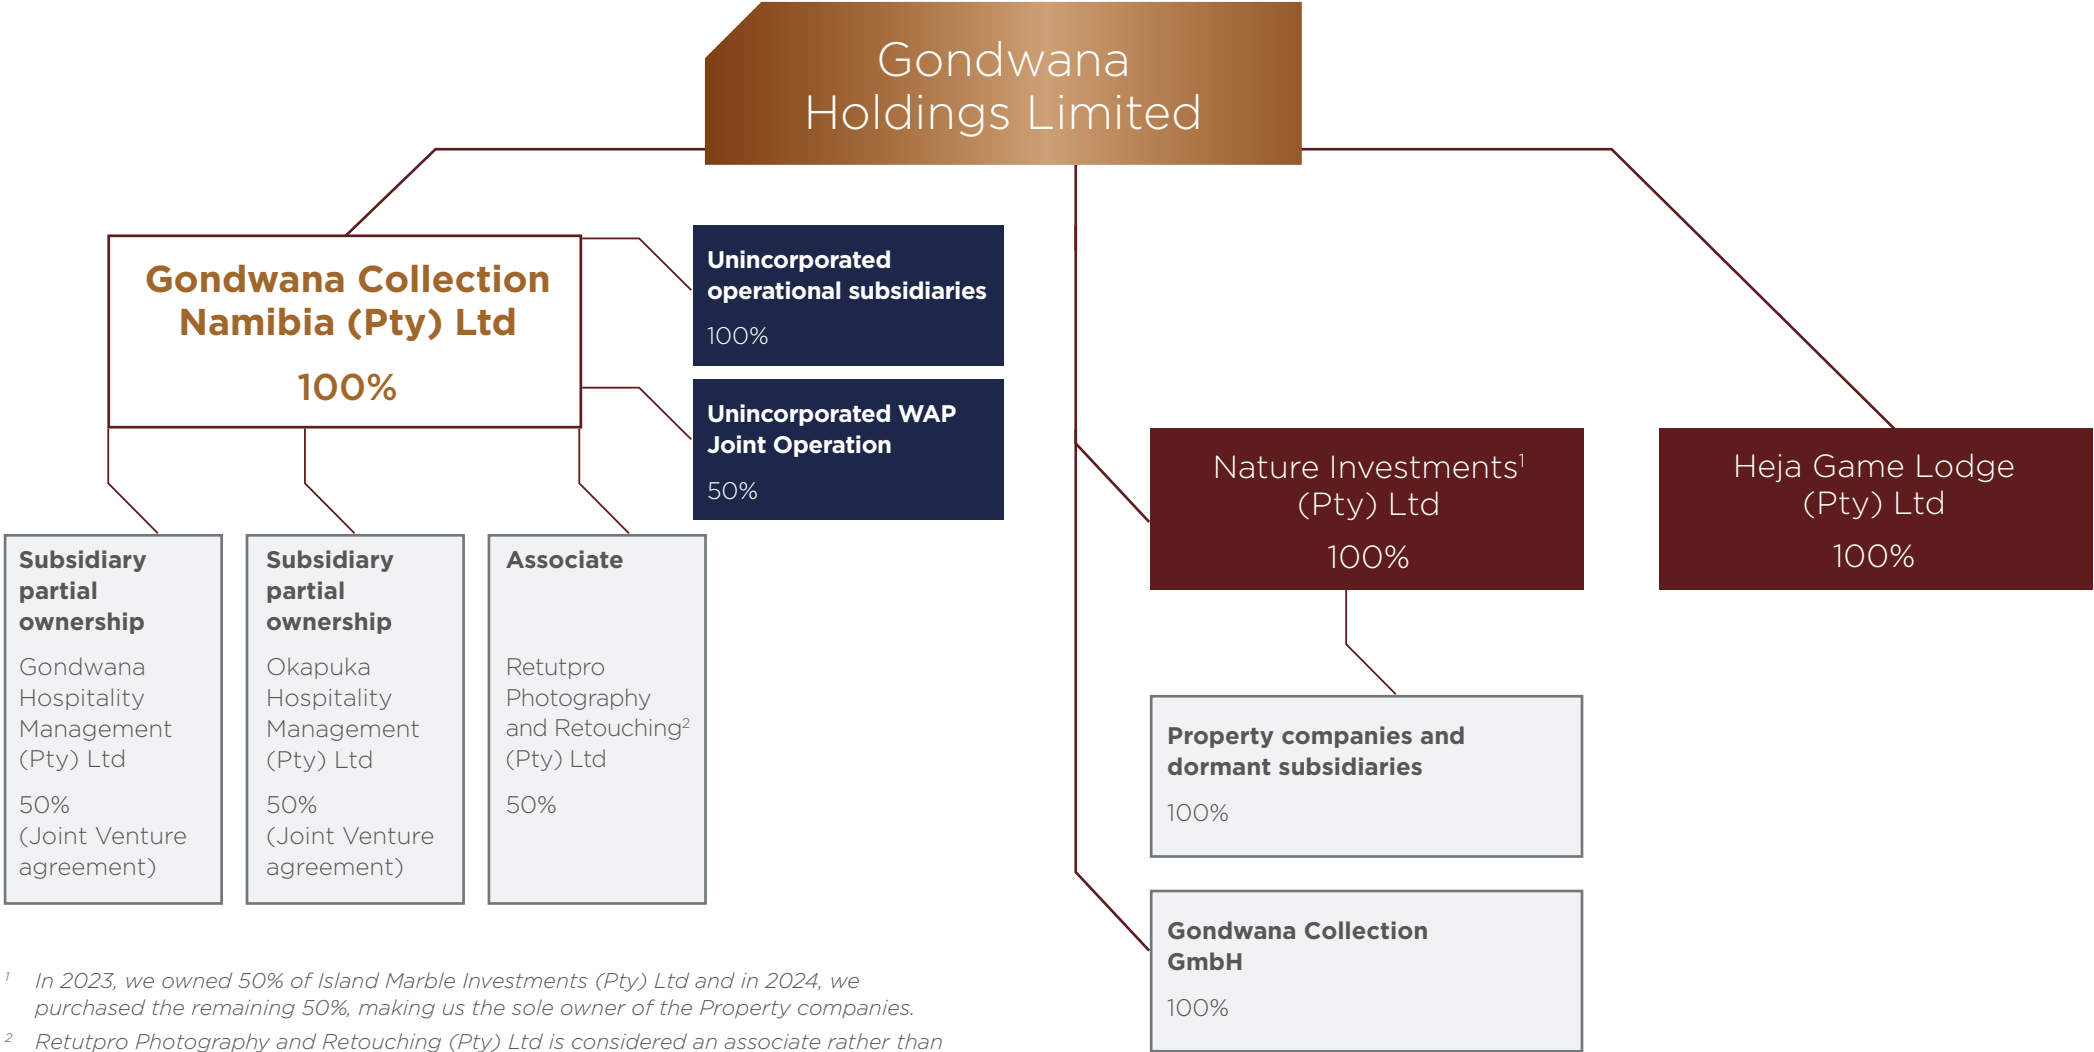 Gondwana
Holdings Limited
Gondwana Collection
Namibia (Pty) Ltd
100%
Unincorporated
operational subsidiaries
100%
Unincorporated WAP
Joint Operation
50%
Nature Investments¹
(Pty) Ltd
100%
Heja Game Lodge
(Pty) Ltd
100%
Subsidiary
partial
ownership
Gondwana
Hospitality
Management
(Pty) Ltd
50%
(Joint Venture
agreement)
Subsidiary
partial
ownership
Okapuka
Hospitality
Management
(Pty) Ltd
50%
(Joint Venture
agreement)
Associate
Retutpro
Photography
and Retouching²
(Pty) Ltd
50%
Property companies and
dormant subsidiaries
100%
Gondwana Collection
GmbH
100%
¹ In 2023, we owned 50% of Island Marble Investments (Pty) Ltd and in 2024, we
purchased the remaining 50%, making us the sole owner of the Property companies.
² Retutpro Photography and Retouching (Pty) Ltd is considered an associate rather than